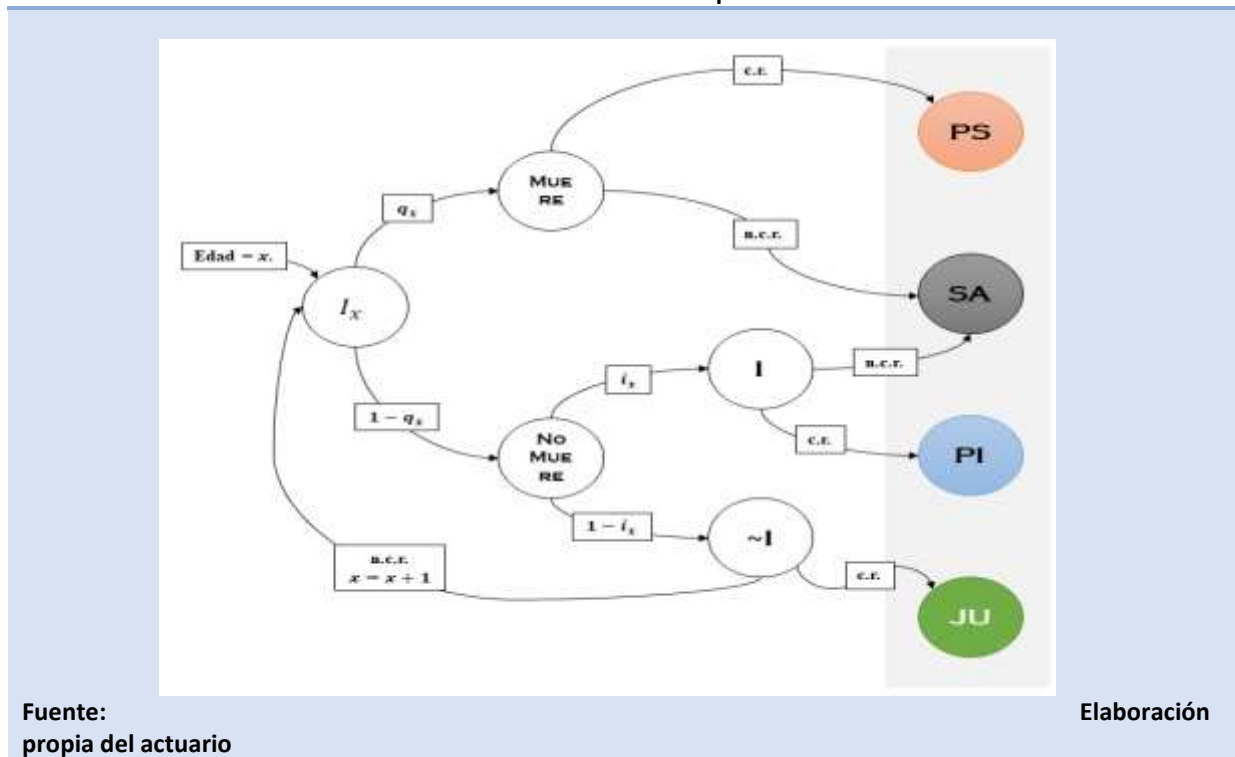 c.r.
PS
MUE
RE
q_x
n.c.r.
Edad = x.
I_x
SA
I
n.c.r.
i_x
1 − q_x
c.r.
NO
MUE
RE
PI
1 − i_x
~I
n.c.r.
x = x + 1
c.r.
JU
Fuente: Elaboración
propia del actuario